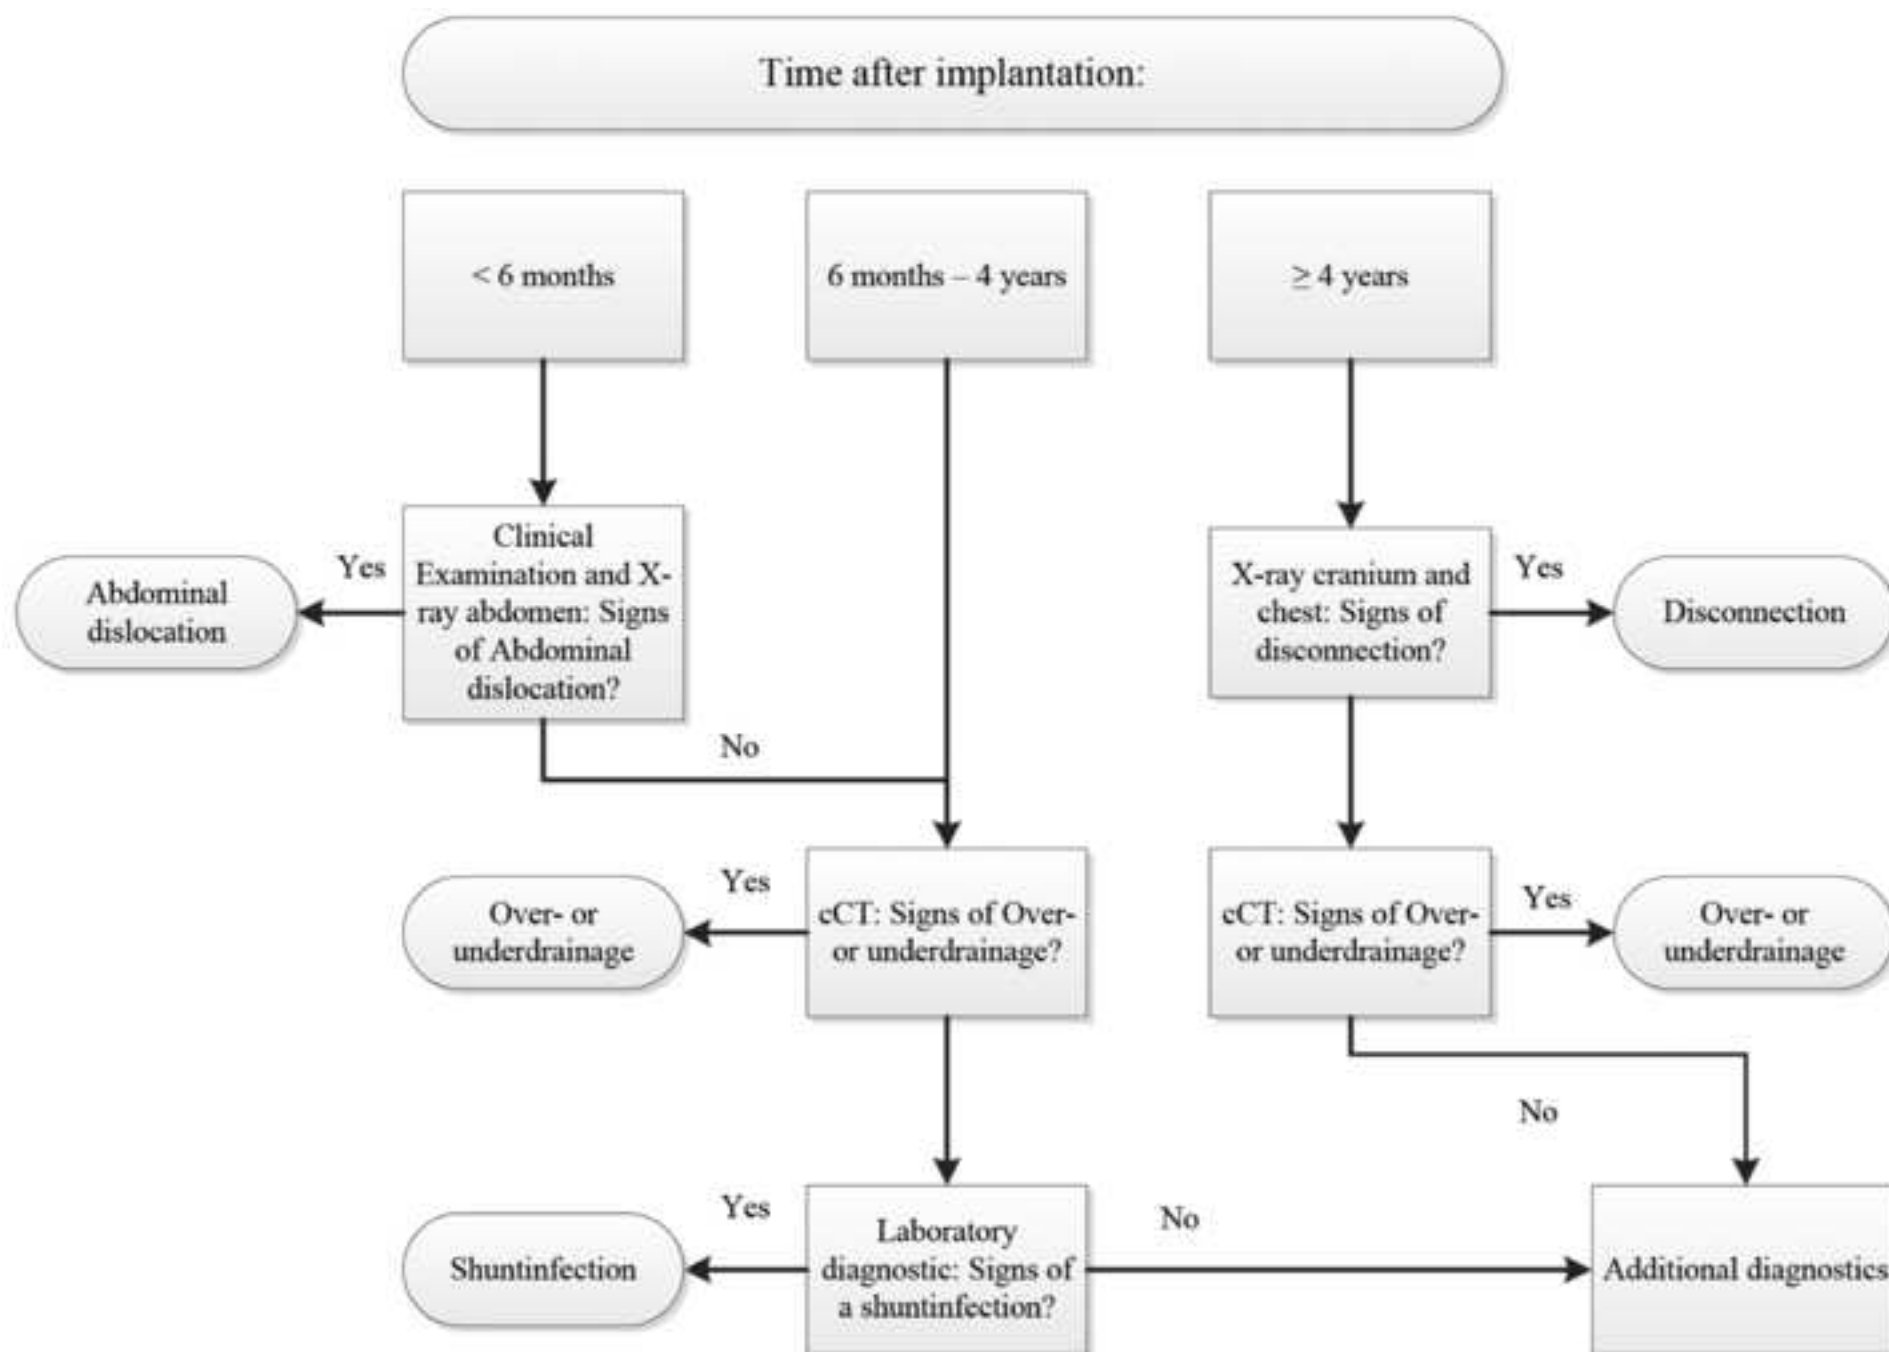 Time after implantation:
< 6 months
6 months – 4 years
≥ 4 years
Clinical
Examination and X-
ray abdomen: Signs
of Abdominal
dislocation?
Yes
Abdominal
dislocation
No
X-ray cranium and
chest: Signs of
disconnection?
Yes
Disconnection
cCT: Signs of Over-
or underdrainage?
Yes
Over- or
underdrainage
cCT: Signs of Over-
or underdrainage?
Yes
Over- or
underdrainage
No
Laboratory
diagnostic: Signs of
a shuntinfection?
Yes
Shuntinfection
No
Additional diagnostics